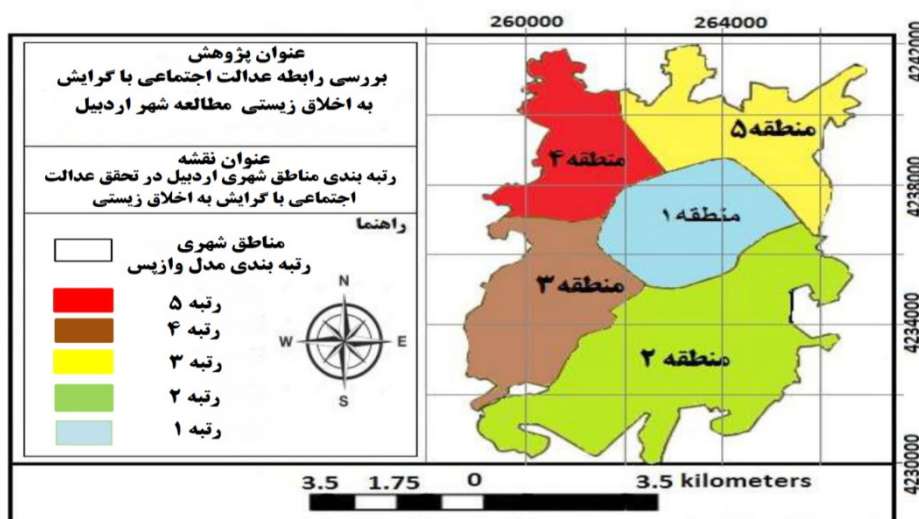 260000
264000
4242000
4238000
4234000
4230000
عنوان پژوهش
بررسی رابطه عدالت اجتماعی با گرایش
به اخلاق زیستی مطالعه شهر اردبیل
عنوان نقشه
رتبه بندی مناطق شهری اردبیل در تحقق عدالت
اجتماعی با گرایش به اخلاق زیستی
راهنما
مناطق شهری
رتبه بندی مدل وازپس
رتبه ۵
رتبه ۴
رتبه ۳
رتبه ۲
رتبه ۱
N
W
E
S
منطقه ۵
منطقه ۴
منطقه ۱
منطقه ۳
منطقه ۲
3.5 1.75 0 3.5 kilometers